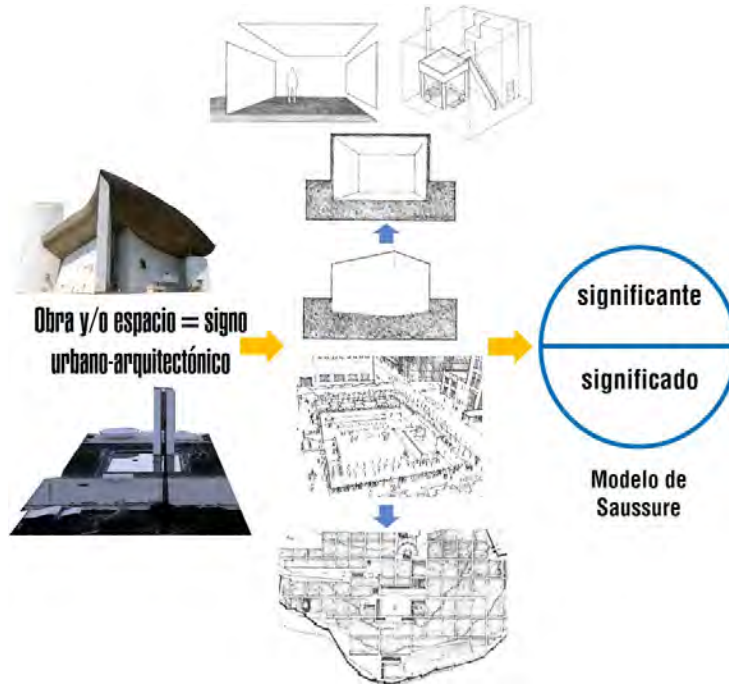 Obra y/o espacio = signo
urbano-arquitectónico
significante
significado
Modelo de
Saussure